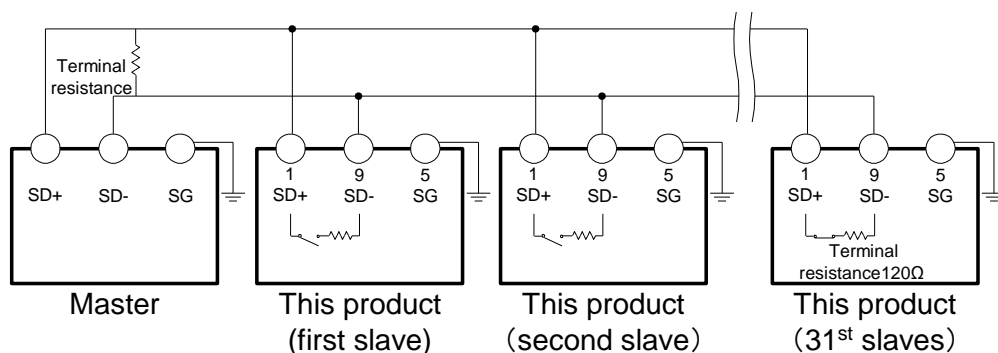 Terminal
resistance
SD+ SD- SG
1 9 5
SD+ SD- SG
1 9 5
SD+ SD- SG
1 9 5
SD+ SD- SG
Terminal
resistance120Ω
Master
This product
(first slave)
This product
（second slave）
This product
（31st slaves）